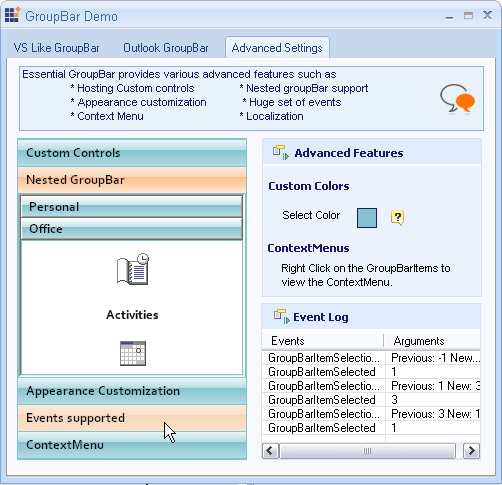 GroupBar Demo
VS Like GroupBar Outlook GroupBar Advanced Settings
Essential GroupBar provides various advanced features such as
* Hosting Custom controls * Nested groupBar support
* Appearance customization * Huge set of events
* Context Menu * Localization
Custom Controls
Nested GroupBar
Personal
Office
Activities
Appearance Customization
Events supported
ContextMenu
Advanced Features
Custom Colors
Select Color
?
ContextMenus
Right Click on the GroupBarItems to
view the ContextMenu.
Event Log
Events Arguments
GroupBarItemSelectio... Previous: -1 New...
GroupBarItemSelected 1
GroupBarItemSelectio... Previous: 1 New: 3
GroupBarItemSelected 3
GroupBarItemSelectio... Previous: 3 New: 1
GroupBarItemSelected 1